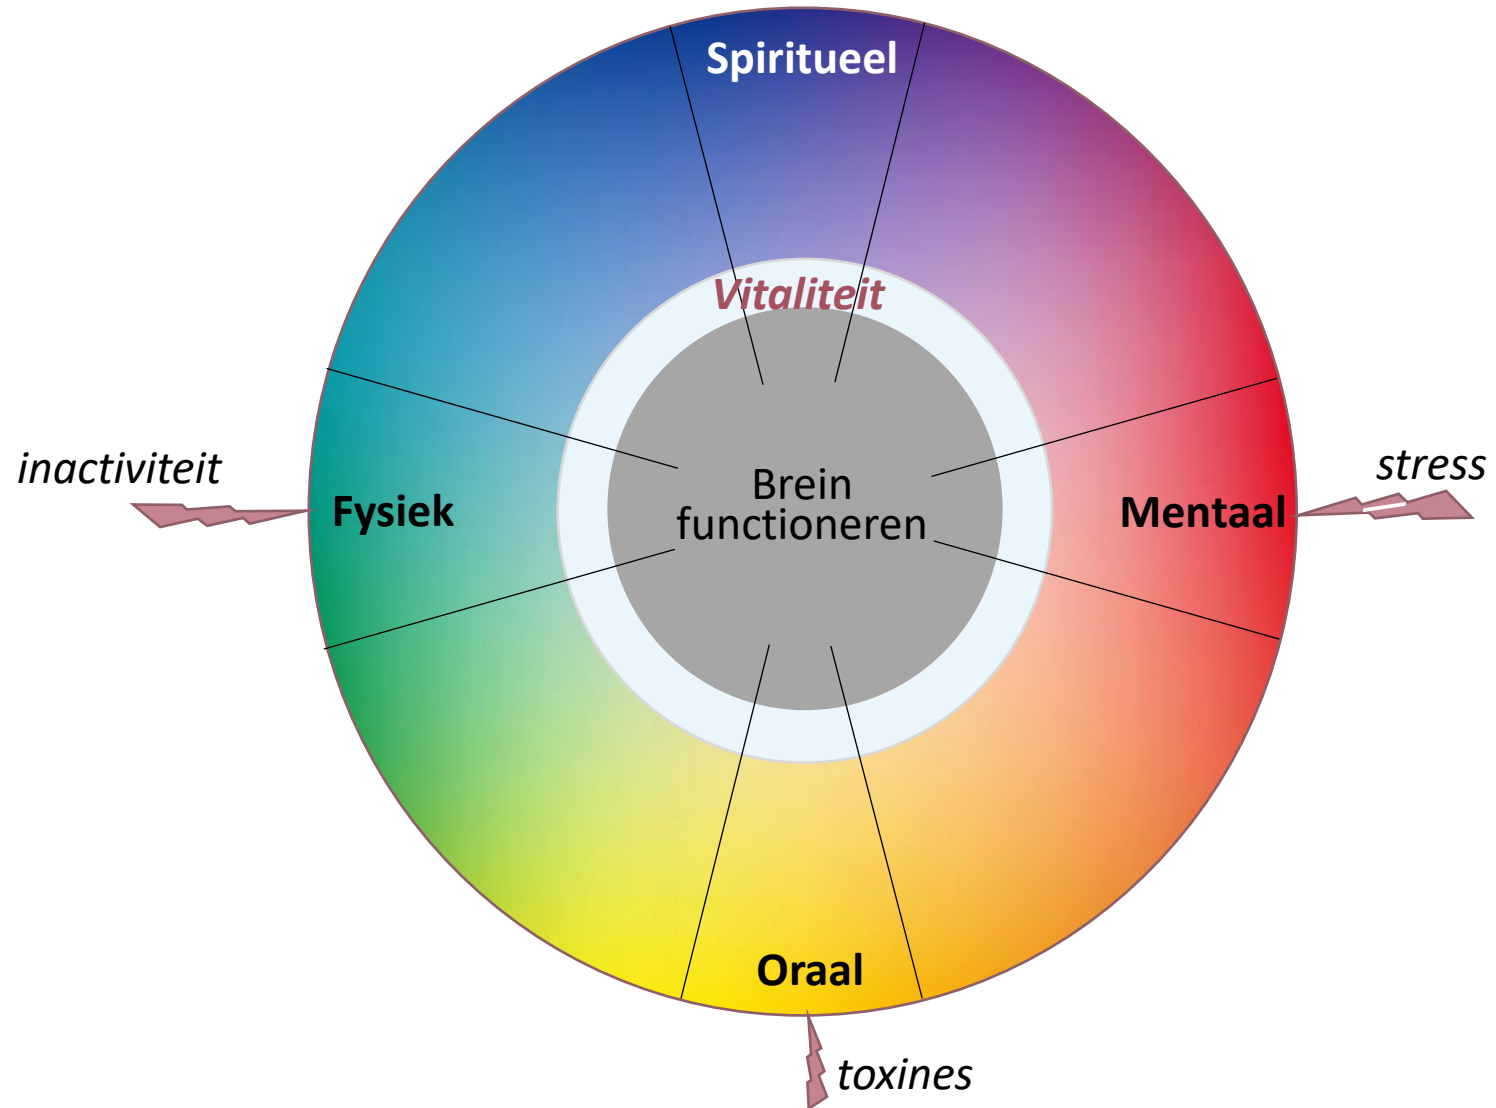 Spiritueel
Vitaliteit
inactiviteit
Fysiek
Brein
functioneren
Mentaal
stress
Oraal
toxines